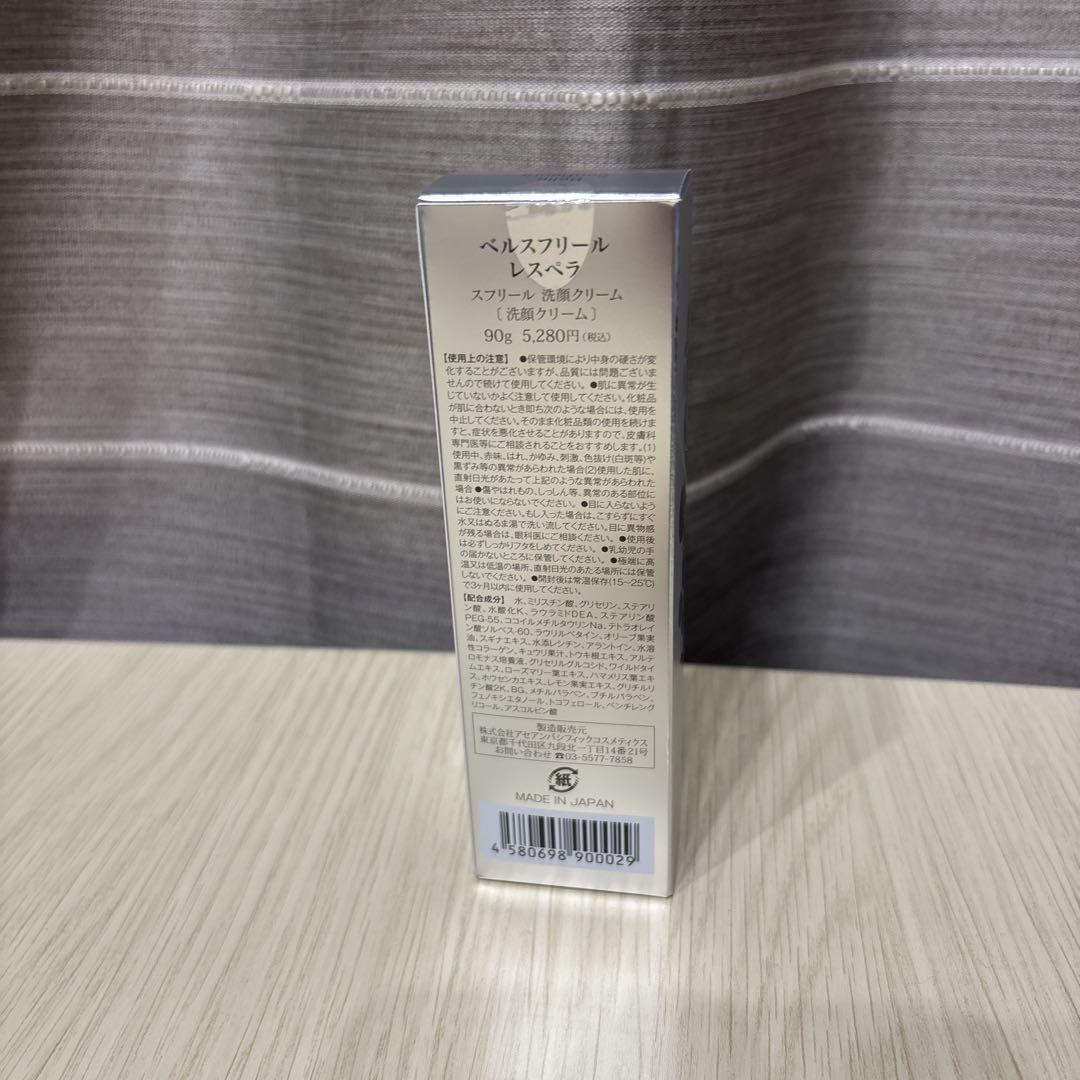 ベルスフリール
レスペラ
スフリール 洗顔クリーム
〔 洗顔クリーム 〕
90g 5,280円(税込)
【使用上の注意】 ●保管環境により中身の硬さが変
化することがございますが、品質には問題ございま
せんので続けて使用してください。●肌に異常が生
じていないかよく注意して使用してください。化粧品
が肌に合わないとき即ち次のような場合には、使用を
中止してください。そのまま化粧品類の使用を続けま
すと、症状を悪化させることがありますので、皮膚科
専門医等にご相談されることをおすすめします。(1)
使用中、赤味、はれ、かゆみ、刺激、色抜け(白斑等)や
黒ずみ等の異常があらわれた場合(2)使用した肌に、
直射日光があたって上記のような異常があらわれた
場合 ●傷やはれもの、しっしん等、異常のある部位に
はお使いにならないでください。 ●目に入らないよう
にご注意ください。もし入った場合は、こすらずにすぐ
水又はぬるま湯で洗い流してください。目に異物感
が残る場合は、眼科医にご相談ください。 ●使用後
は必ずしっかりフタをしめてください。 ●乳幼児の手
の届かないところに保管してください。 ●極端に高
温又は低温の場所、直射日光のあたる場所には保管
しないでください。 ●開封後は常温保存(15〜25℃)
で3ヶ月以内に使用してください。
【配合成分】 水、ミリスチン酸、グリセリン、ステアリ
ン酸、水酸化K、ラウラミドDEA、ステアリン酸
PEG-55、ココイルメチルタウリンNa、テトラオレイ
ン酸ソルベス-60、ラウリルベタイン、オリーブ果実
油、スギナエキス、水添レシチン、アラントイン、水溶
性コラーゲン、キュウリ果汁、トウキ根エキス、アルテ
ロモナス培養液、グリセリルグルコシド、ワイルドタイ
ムエキス、ローズマリー葉エキス、ハマメリス葉エキ
ス、ホウセンカエキス、レモン果実エキス、グリチルリ
チン酸2K、BG、メチルパラベン、ブチルパラベン、
フェノキシエタノール、トコフェロール、ペンチレング
リコール、アスコルビン酸
製造販売元
株式会社アセアンパシフィックコスメティクス
東京都千代田区九段北一丁目14番21号
お問い合わせ ☎03-5577-7858
紙
MADE IN JAPAN
4 580698 900029